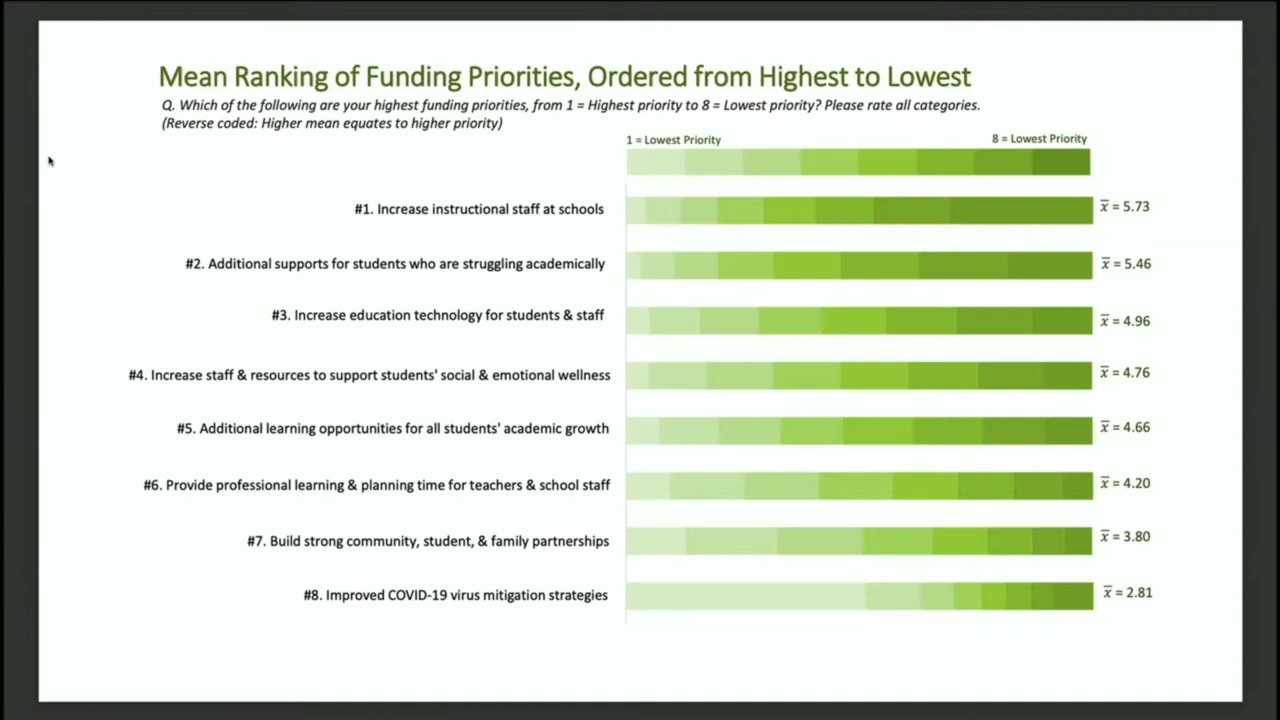 Mean Ranking of Funding Priorities, Ordered from Highest to Lowest
Q. Which of the following are your highest funding priorities, from 1 = Highest priority to 8 = Lowest priority? Please rate all categories.
(Reverse coded: Higher mean equates to higher priority)
1 = Lowest Priority
8 = Lowest Priority
#1. Increase instructional staff at schools
x̅ = 5.73
#2. Additional supports for students who are struggling academically
x̅ = 5.46
#3. Increase education technology for students & staff
x̅ = 4.96
#4. Increase staff & resources to support students' social & emotional wellness
x̅ = 4.76
#5. Additional learning opportunities for all students' academic growth
x̅ = 4.66
#6. Provide professional learning & planning time for teachers & school staff
x̅ = 4.20
#7. Build strong community, student, & family partnerships
x̅ = 3.80
#8. Improved COVID-19 virus mitigation strategies
x̅ = 2.81